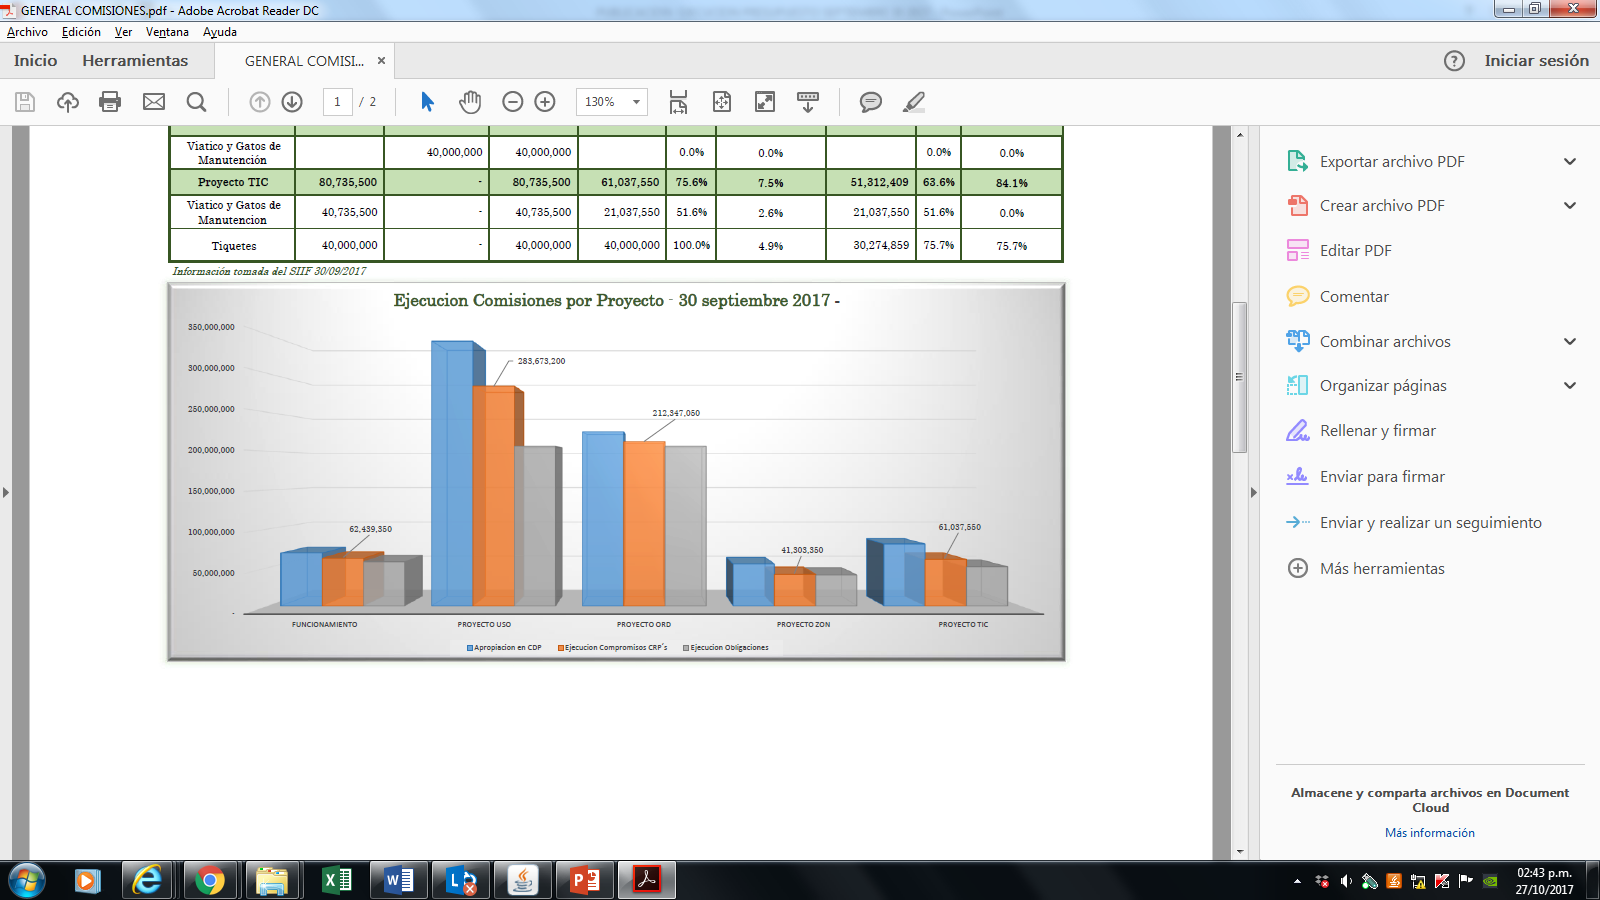 GENERAL COMISIONES.pdf - Adobe Acrobat Reader DC
Archivo Edición Ver Ventana Ayuda
Inicio Herramientas GENERAL COMISI... × ? Iniciar sesión
1 / 2 130%
Viatico y Gatos de Manutención 40,000,000 40,000,000 0.0% 0.0% 0.0% 0.0%
Proyecto TIC 80,735,500 - 80,735,500 61,037,550 75.6% 7.5% 51,312,409 63.6% 84.1%
Viatico y Gatos de Manutencion 40,735,500 - 40,735,500 21,037,550 51.6% 2.6% 21,037,550 51.6% 0.0%
Tiquetes 40,000,000 - 40,000,000 40,000,000 100.0% 4.9% 30,274,859 75.7% 75.7%
Información tomada del SIIF 30/09/2017
Ejecucion Comisiones por Proyecto - 30 septiembre 2017 -
350,000,000
300,000,000
250,000,000
200,000,000
150,000,000
100,000,000
50,000,000
-
283,673,200
212,347,050
62,439,350
41,303,350
61,037,550
FUNCIONAMIENTO PROYECTO USO PROYECTO ORD PROYECTO ZON PROYECTO TIC
Apropiacion en CDP Ejecucion Compromisos CRP´s Ejecucion Obligaciones
Exportar archivo PDF
Crear archivo PDF
Editar PDF
Comentar
Combinar archivos
Organizar páginas
Rellenar y firmar
Enviar para firmar
Enviar y realizar un seguimiento
Más herramientas
Almacene y comparta archivos en Document
Cloud
Más información
02:43 p.m.
27/10/2017